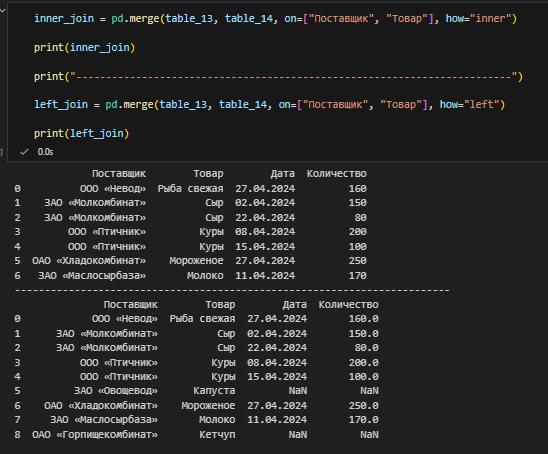 inner_join = pd.merge(table_13, table_14, on=["Поставщик", "Товар"], how="inner")
print(inner_join)
print("-------------------------------------------------------------------------")
left_join = pd.merge(table_13, table_14, on=["Поставщик", "Товар"], how="left")
print(left_join)
0.0s
Поставщик Товар Дата Количество
0 ООО «Невод» Рыба свежая 27.04.2024 160
1 ЗАО «Молкомбинат» Сыр 02.04.2024 150
2 ЗАО «Молкомбинат» Сыр 22.04.2024 80
3 ООО «Птичник» Куры 08.04.2024 200
4 ООО «Птичник» Куры 15.04.2024 100
5 ОАО «Хладокомбинат» Мороженое 27.04.2024 250
6 ЗАО «Маслосырбаза» Молоко 11.04.2024 170
-------------------------------------------------------------------------
Поставщик Товар Дата Количество
0 ООО «Невод» Рыба свежая 27.04.2024 160.0
1 ЗАО «Молкомбинат» Сыр 02.04.2024 150.0
2 ЗАО «Молкомбинат» Сыр 22.04.2024 80.0
3 ООО «Птичник» Куры 08.04.2024 200.0
4 ООО «Птичник» Куры 15.04.2024 100.0
5 ЗАО «Овощевод» Капуста NaN NaN
6 ОАО «Хладокомбинат» Мороженое 27.04.2024 250.0
7 ЗАО «Маслосырбаза» Молоко 11.04.2024 170.0
8 ОАО «Горпищекомбинат» Кетчуп NaN NaN